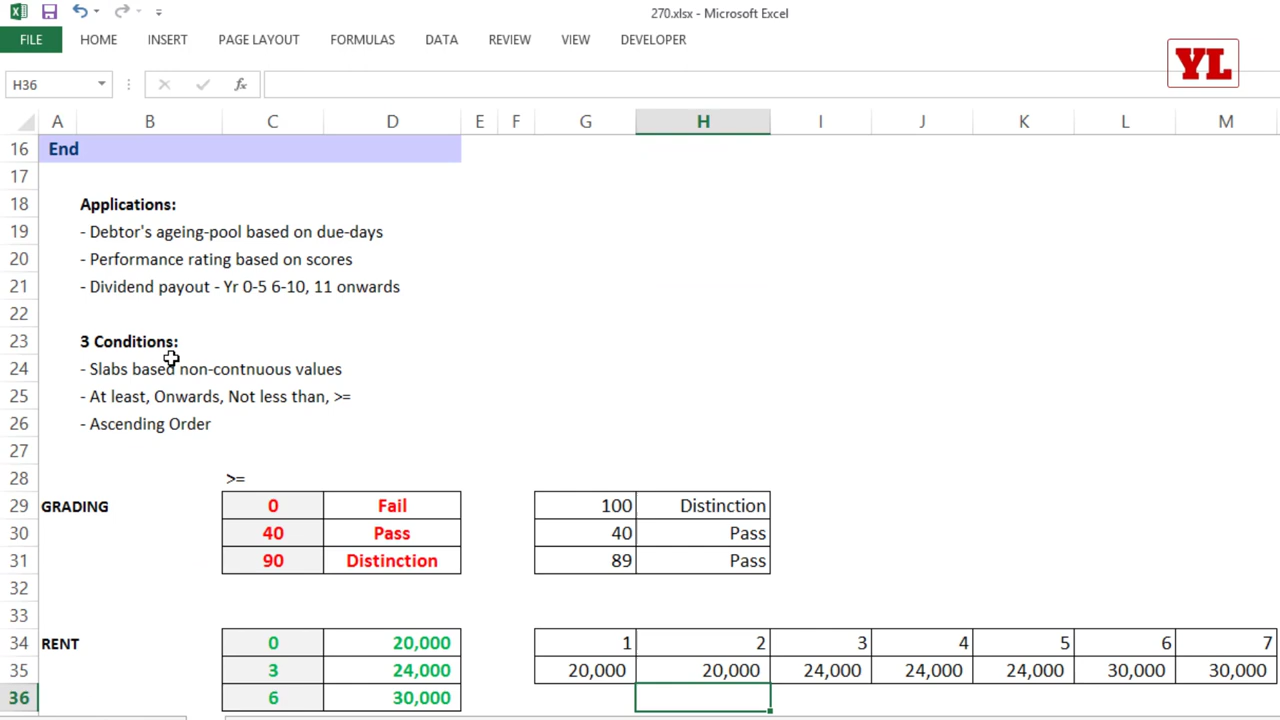 270.xlsx - Microsoft Excel
FILE HOME INSERT PAGE LAYOUT FORMULAS DATA REVIEW VIEW DEVELOPER
YL
H36 fx
A B C D E F G H I J K L M
16 End
17
18 Applications:
19 - Debtor's ageing-pool based on due-days
20 - Performance rating based on scores
21 - Dividend payout - Yr 0-5 6-10, 11 onwards
22
23 3 Conditions:
24 - Slabs based non-contnuous values
25 - At least, Onwards, Not less than, >=
26 - Ascending Order
27
28 >=
29 GRADING 0 Fail 100 Distinction
30 40 Pass 40 Pass
31 90 Distinction 89 Pass
32
33
34 RENT 0 20,000 1 2 3 4 5 6 7
35 3 24,000 20,000 20,000 24,000 24,000 24,000 30,000 30,000
36 6 30,000